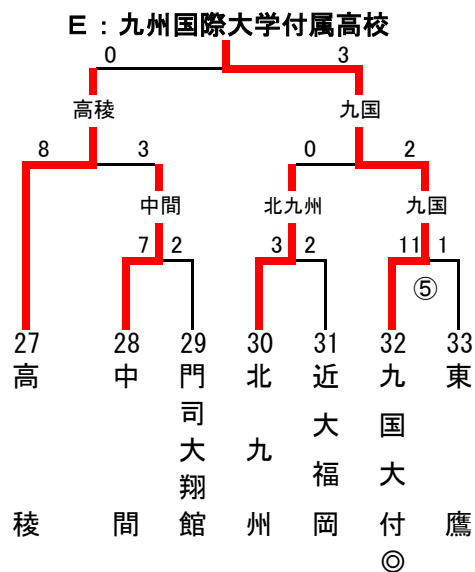 E：九州国際大学付属高校
0 3
高稜 九国
8 3 0 2
中間 北九州 九国
7 2 3 2 11 1
⑤
27 28 29 30 31 32 33
高稜
中間
門司大翔館
北九州
近大福岡
九国大付◎
東鷹